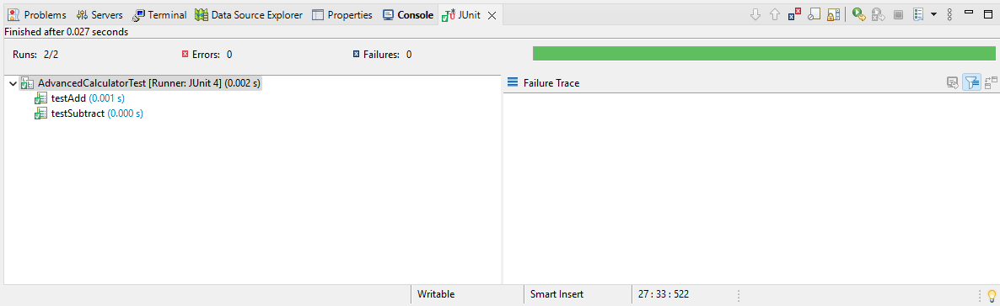 Problems Servers Terminal Data Source Explorer Properties Console JUnit
Finished after 0.027 seconds
Runs: 2/2 Errors: 0 Failures: 0
AdvancedCalculatorTest [Runner: JUnit 4] (0.002 s)
testAdd (0.001 s)
testSubtract (0.000 s)
Failure Trace
Writable Smart Insert 27 : 33 : 522